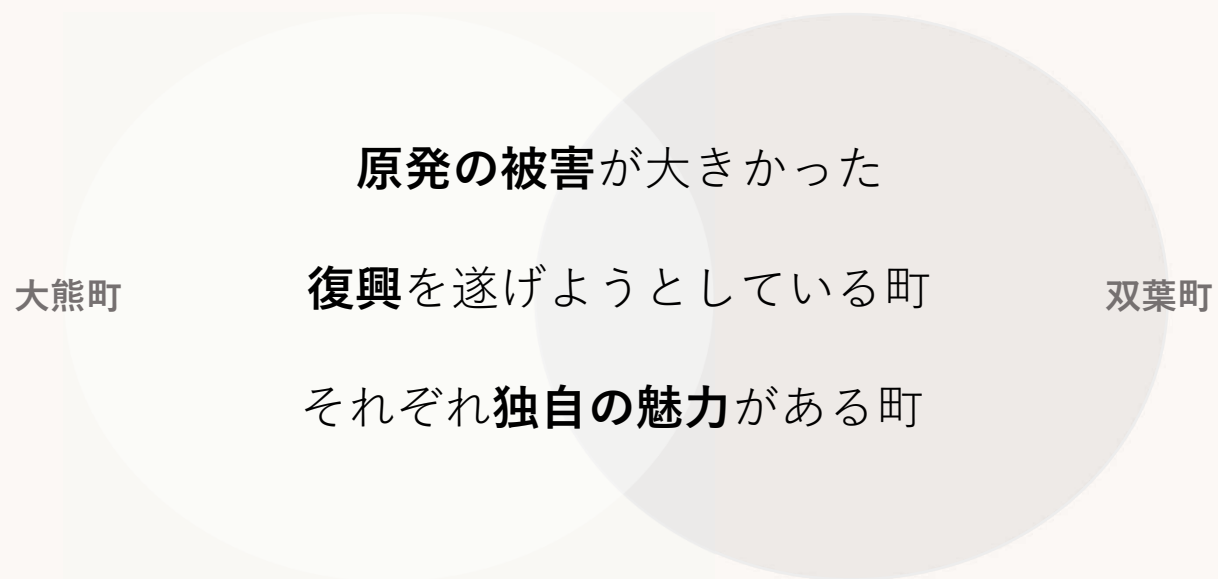 原発の被害が大きかった
復興を遂げようとしている町
大熊町
双葉町
それぞれ独自の魅力がある町